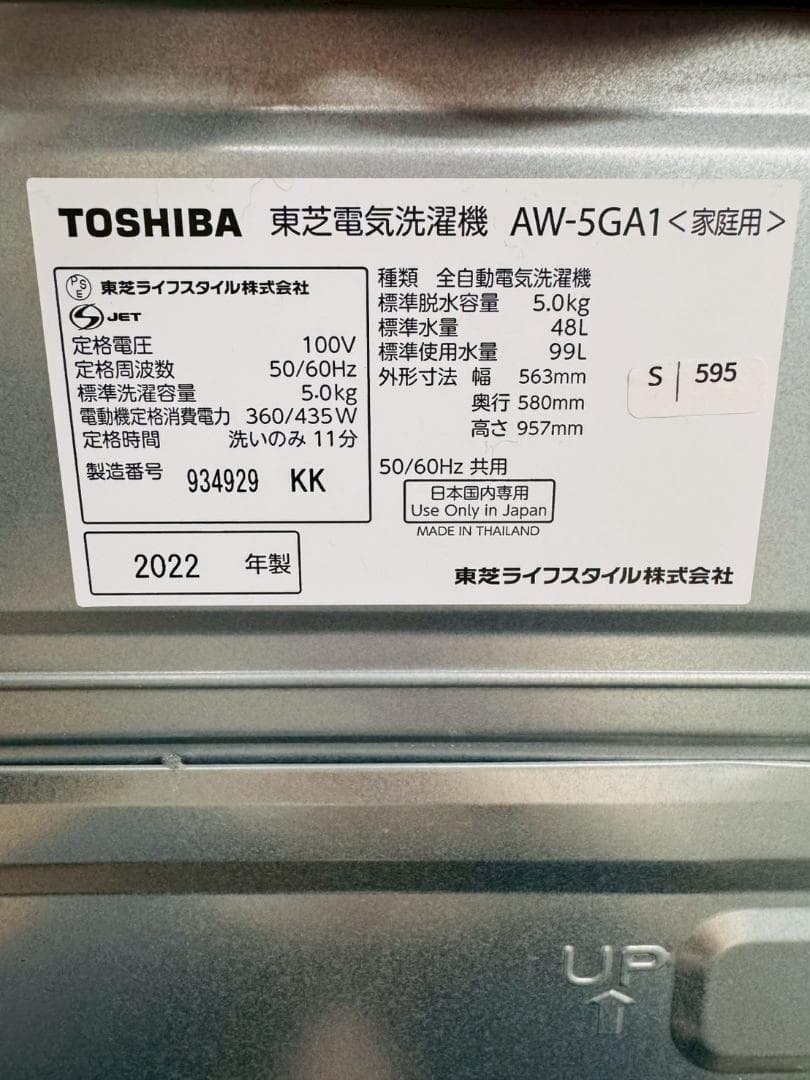 TOSHIBA 東芝電気洗濯機 AW-5GA1＜家庭用＞
PSE 東芝ライフスタイル株式会社
S JET
定格電圧 100V
定格周波数 50/60Hz
標準洗濯容量 5.0kg
電動機定格消費電力 360/435W
定格時間 洗いのみ 11分
製造番号 934929 KK
2022 年製
種類 全自動電気洗濯機
標準脱水容量 5.0kg
標準水量 48L
標準使用水量 99L
外形寸法 幅 563mm
奥行 580mm
高さ 957mm
50/60Hz 共用
日本国内専用
Use Only in Japan
MADE IN THAILAND
東芝ライフスタイル株式会社
S 595
UP